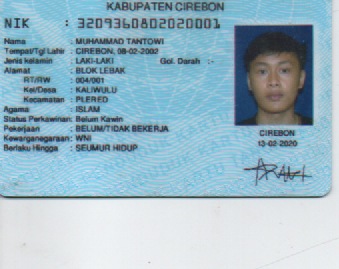 KABUPATEN CIREBON
NIK : 3209360802020001
Nama : MUHAMMAD TANTOWI
Tempat/Tgl Lahir : CIREBON, 08-02-2002
Jenis kelamin : LAKI-LAKI Gol. Darah :-
Alamat : BLOK LEBAK
RT/RW : 004/001
Kel/Desa : KALIWULU
Kecamatan : PLERED
Agama : ISLAM
Status Perkawinan: Belum Kawin
Pekerjaan : BELUM/TIDAK BEKERJA
Kewarganegaraan: WNI
Berlaku Hingga : SEUMUR HIDUP
CIREBON
13-02-2020